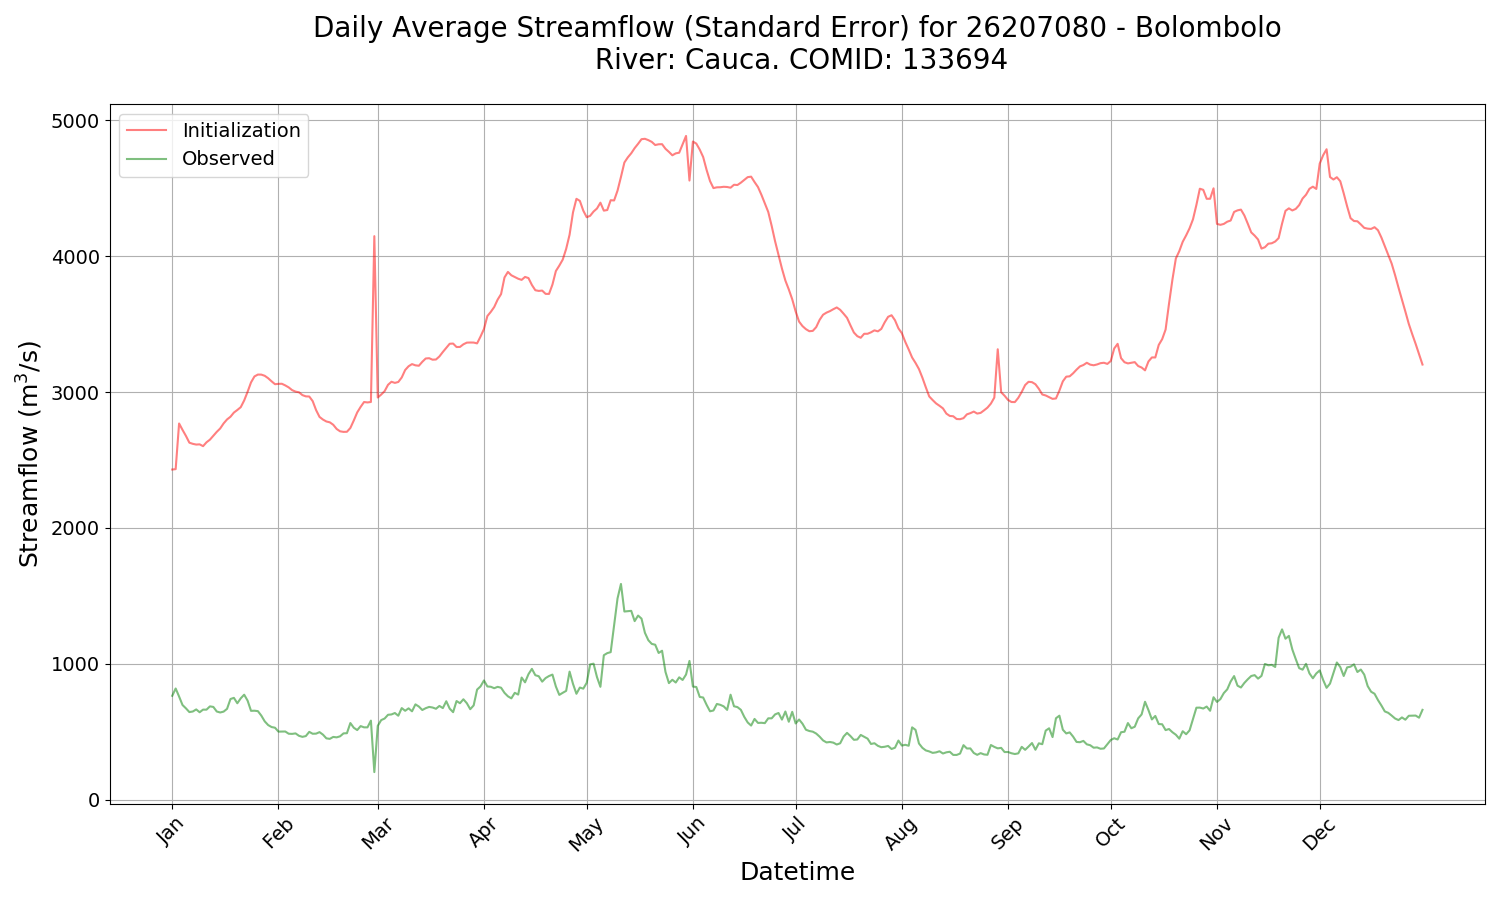 Daily Average Streamflow (Standard Error) for 26207080 - Bolombolo
River: Cauca. COMID: 133694
Initialization
Observed
5000
4000
3000
2000
1000
0
Streamflow (m³/s)
Jan
Feb
Mar
Apr
May
Jun
Jul
Aug
Sep
Oct
Nov
Dec
Datetime